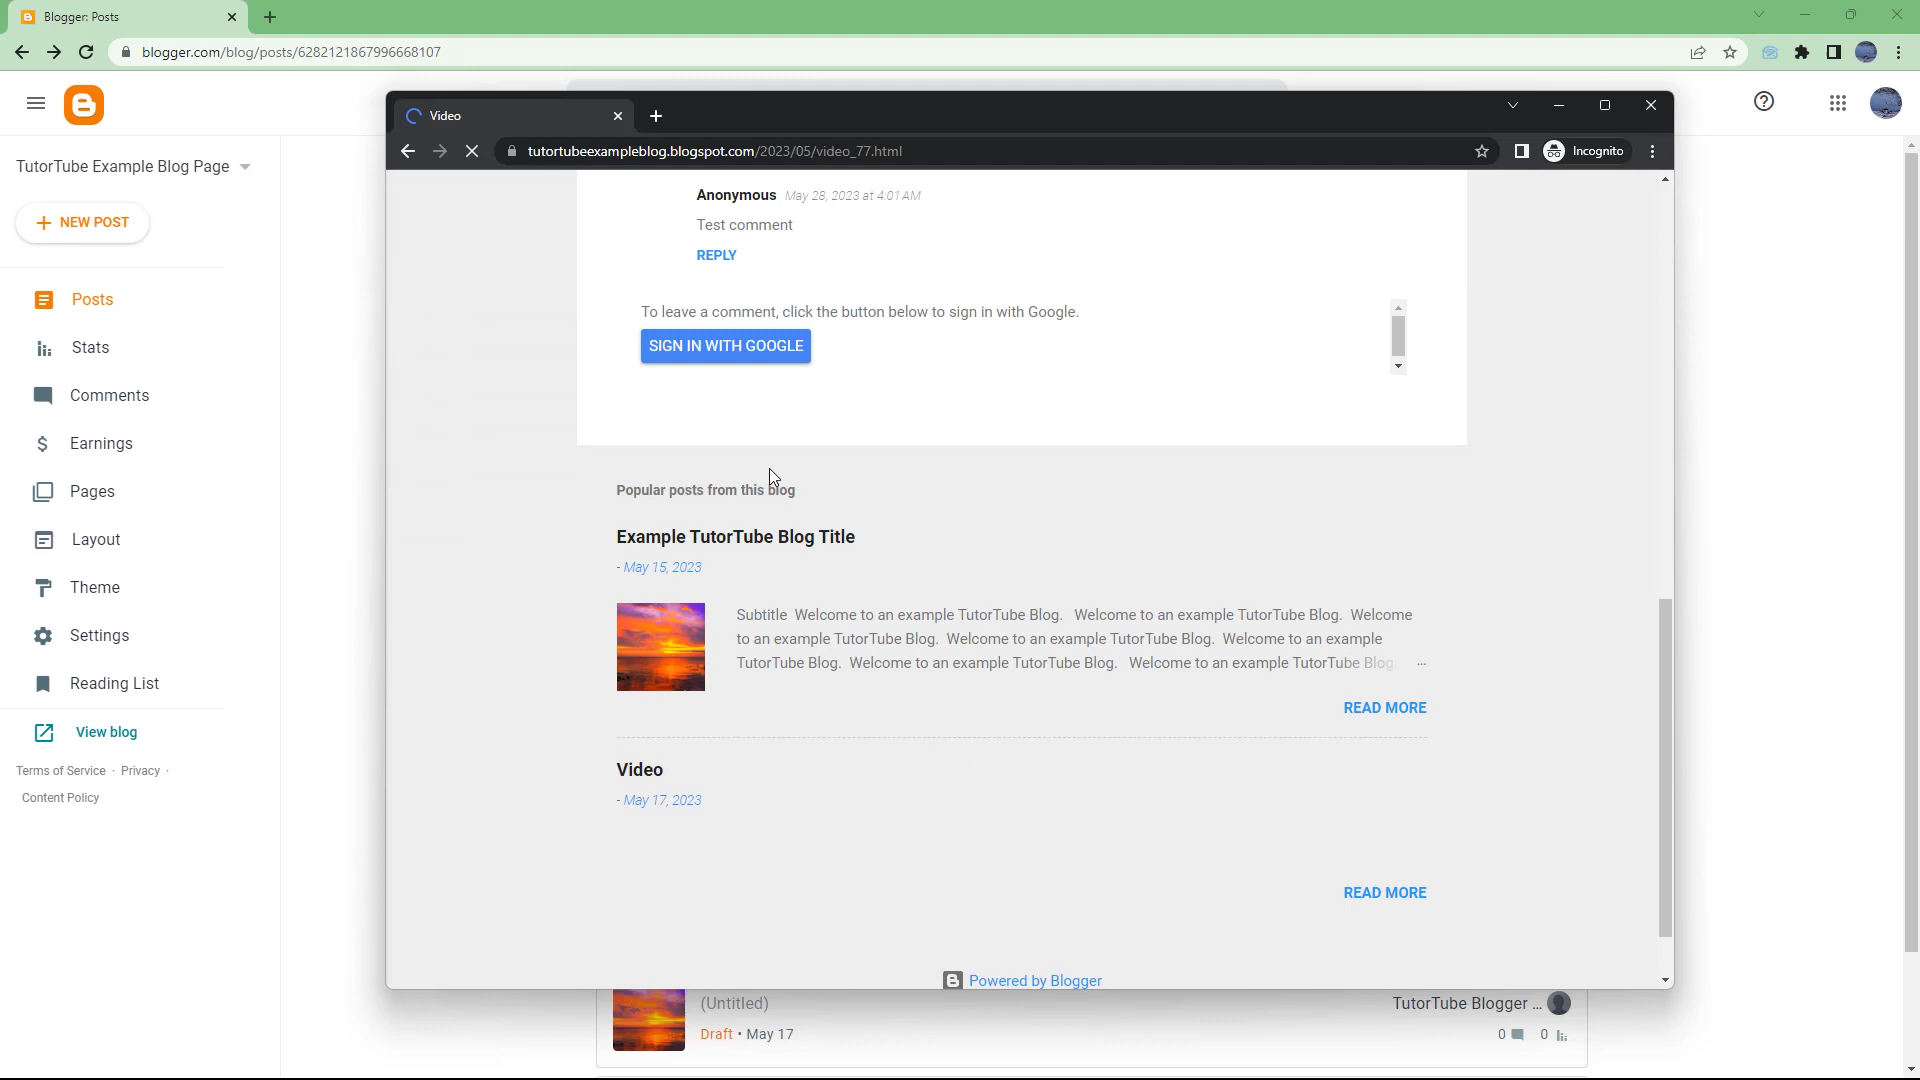 Blogger: Posts
blogger.com/blog/posts/6282121867996668107
TutorTube Example Blog Page
NEW POST
Posts
Stats
Comments
Earnings
Pages
Layout
Theme
Settings
Reading List
View blog
Terms of Service · Privacy ·
Content Policy
Video
tutortubeexampleblog.blogspot.com/2023/05/video_77.html
Incognito
Anonymous May 28, 2023 at 4:01 AM
Test comment
REPLY
To leave a comment, click the button below to sign in with Google.
SIGN IN WITH GOOGLE
Popular posts from this blog
Example TutorTube Blog Title
- May 15, 2023
Subtitle Welcome to an example TutorTube Blog. Welcome to an example TutorTube Blog. Welcome
to an example TutorTube Blog. Welcome to an example TutorTube Blog. Welcome to an example
TutorTube Blog. Welcome to an example TutorTube Blog. Welcome to an example TutorTube Blog. ...
READ MORE
Video
- May 17, 2023
READ MORE
Powered by Blogger
(Untitled)
TutorTube Blogger ...
Draft • May 17
0
0